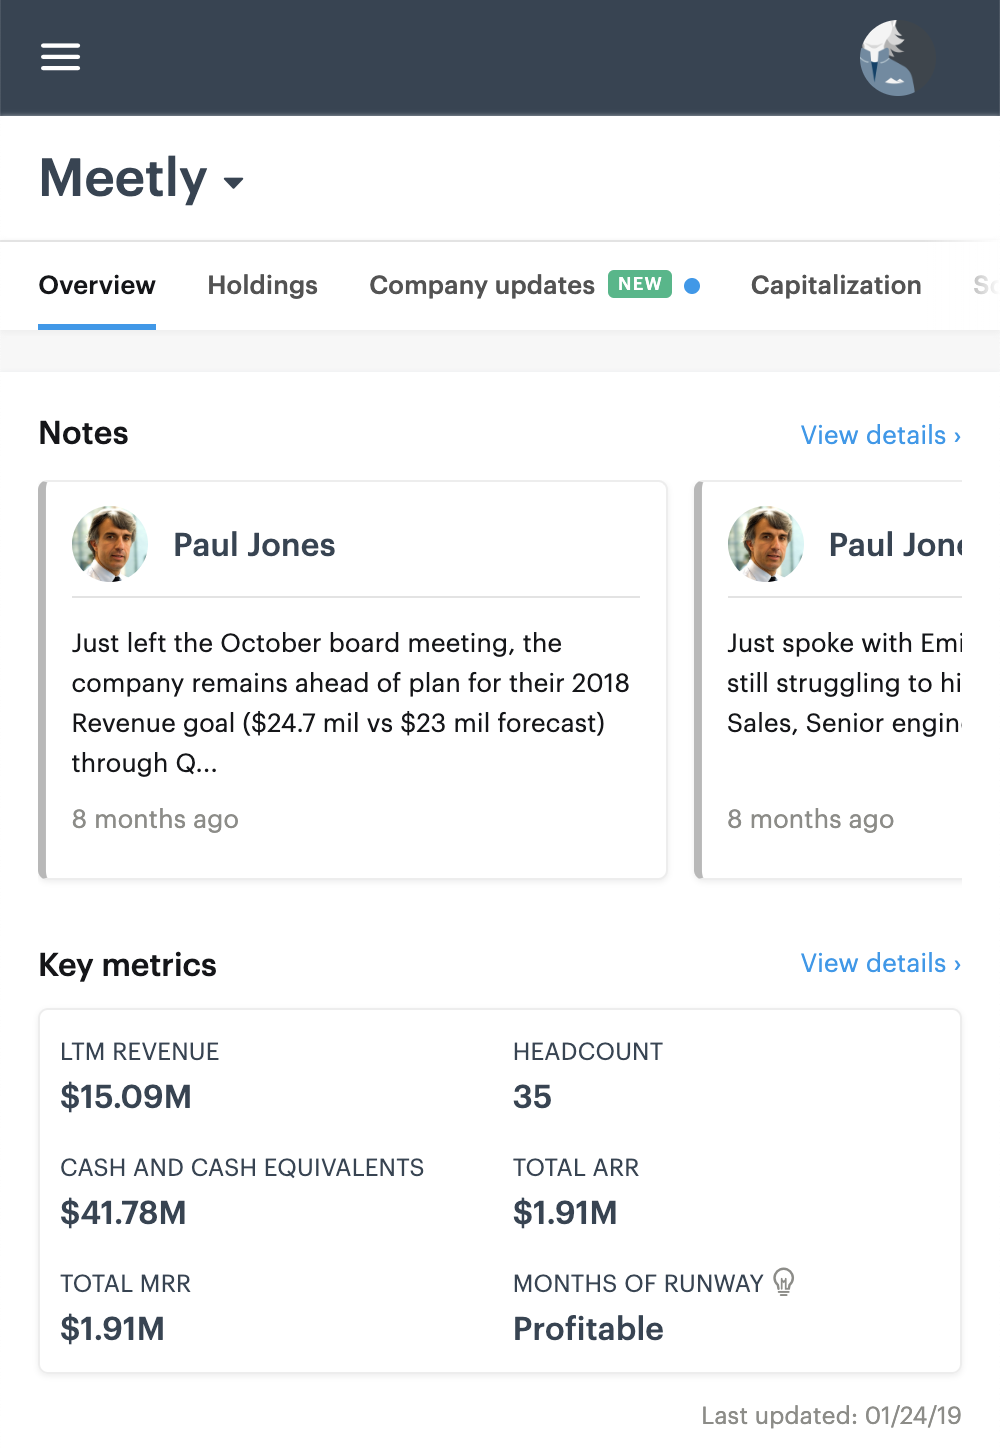 Meetly
Overview Holdings Company updates NEW Capitalization
Notes View details ›
Paul Jones
Just left the October board meeting, the
company remains ahead of plan for their 2018
Revenue goal ($24.7 mil vs $23 mil forecast)
through Q...
8 months ago
Paul Jon
Just spoke with Emi
still struggling to hi
Sales, Senior engin
8 months ago
Key metrics View details ›
LTM REVENUE
$15.09M
HEADCOUNT
35
CASH AND CASH EQUIVALENTS
$41.78M
TOTAL ARR
$1.91M
TOTAL MRR
$1.91M
MONTHS OF RUNWAY
Profitable
Last updated: 01/24/19